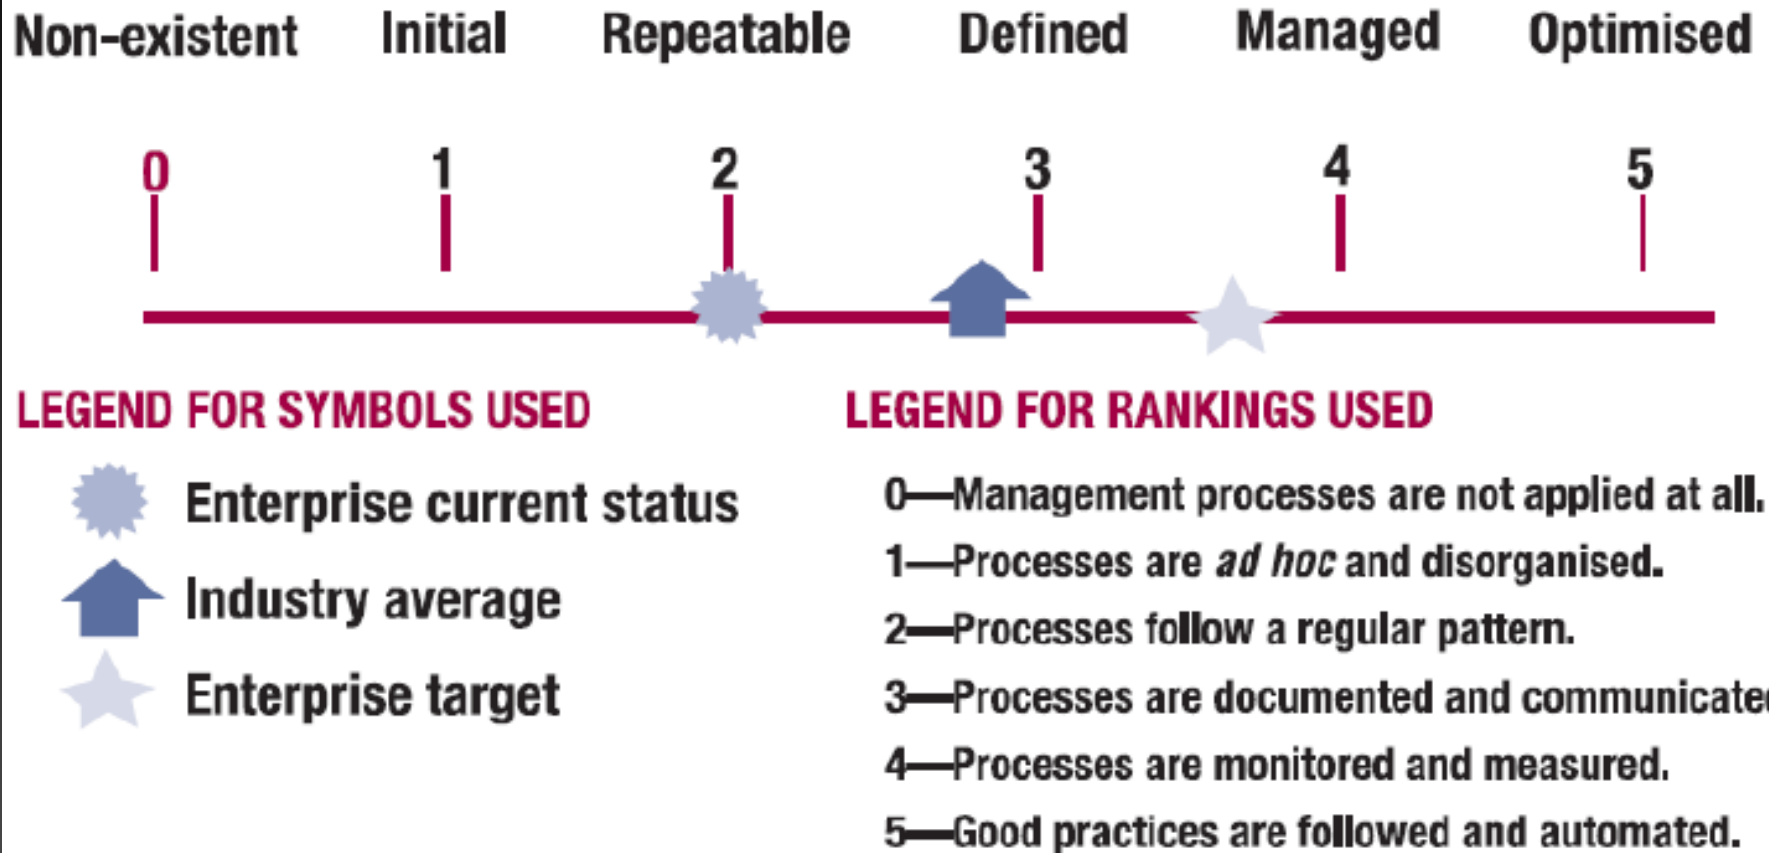 Non-existent Initial Repeatable Defined Managed Optimised
0 1 2 3 4 5
LEGEND FOR SYMBOLS USED
Enterprise current status
Industry average
Enterprise target
LEGEND FOR RANKINGS USED
0—Management processes are not applied at all.
1—Processes are ad hoc and disorganised.
2—Processes follow a regular pattern.
3—Processes are documented and communicated
4—Processes are monitored and measured.
5—Good practices are followed and automated.